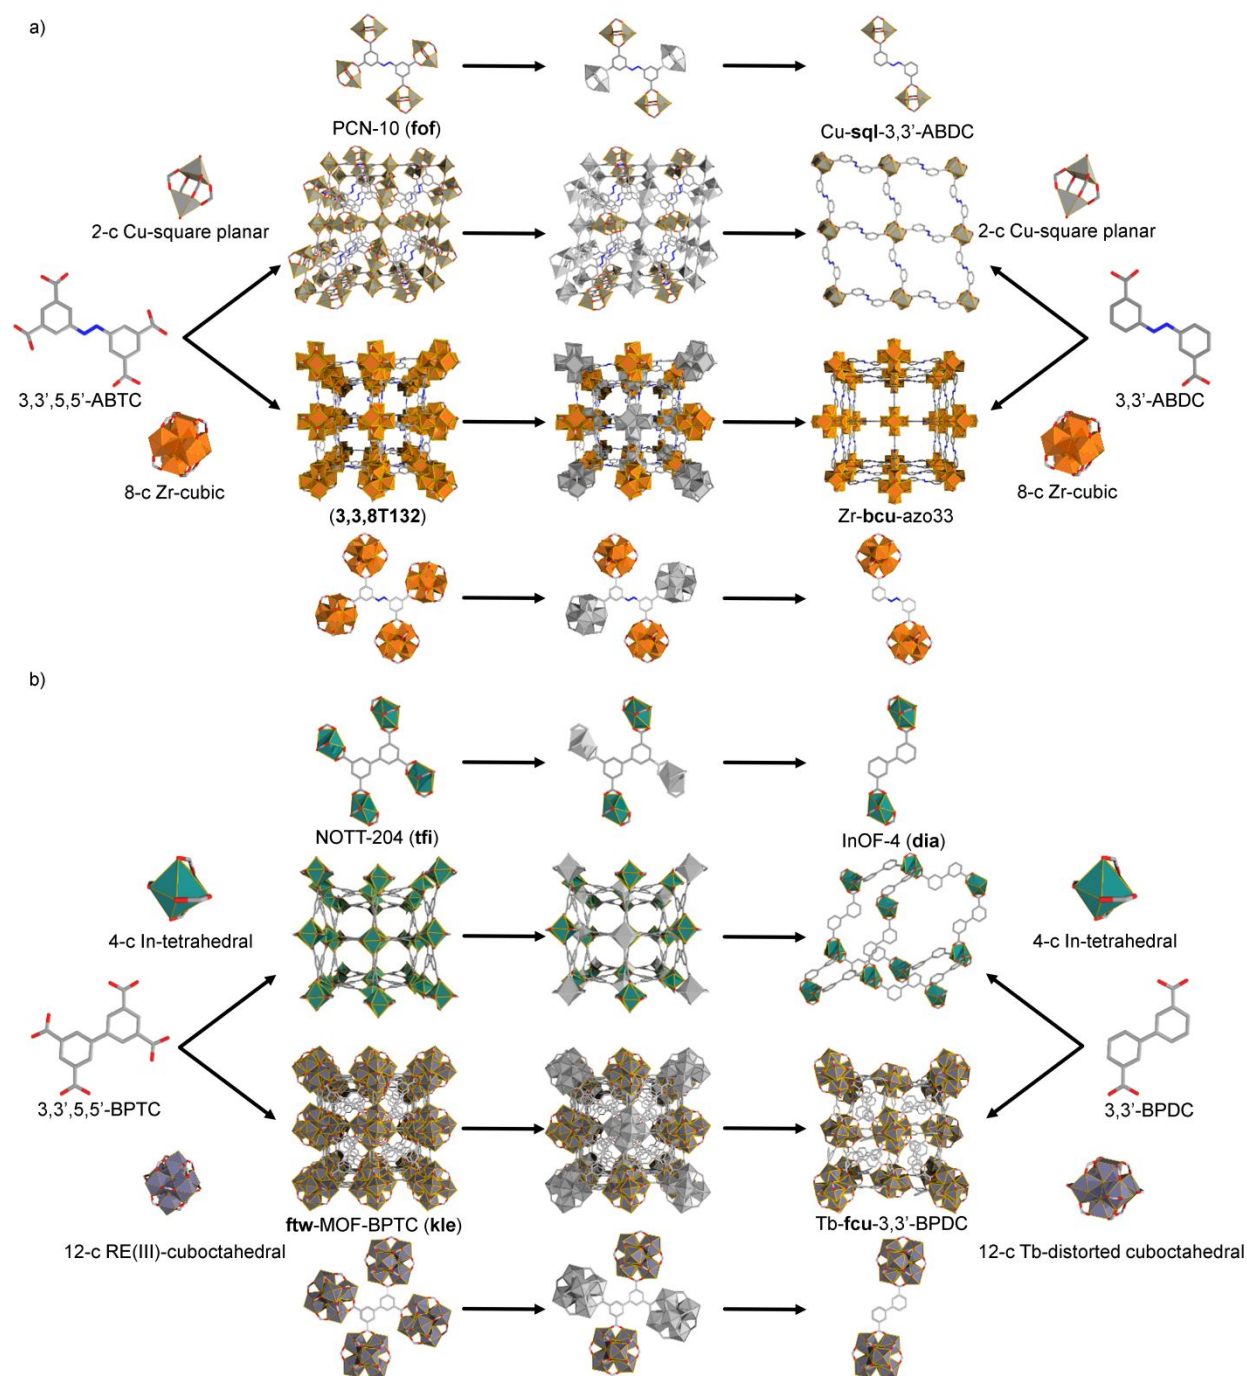 a)
PCN-10 (fof)
Cu-sql-3,3'-ABDC
2-c Cu-square planar
2-c Cu-square planar
3,3',5,5'-ABTC
3,3'-ABDC
8-c Zr-cubic
8-c Zr-cubic
(3,3,8T132)
Zr-bcu-azo33
b)
NOTT-204 (tfi)
InOF-4 (dia)
4-c In-tetrahedral
4-c In-tetrahedral
3,3',5,5'-BPTC
3,3'-BPDC
ftw-MOF-BPTC (kle)
Tb-fcu-3,3'-BPDC
12-c RE(III)-cuboctahedral
12-c Tb-distorted cuboctahedral